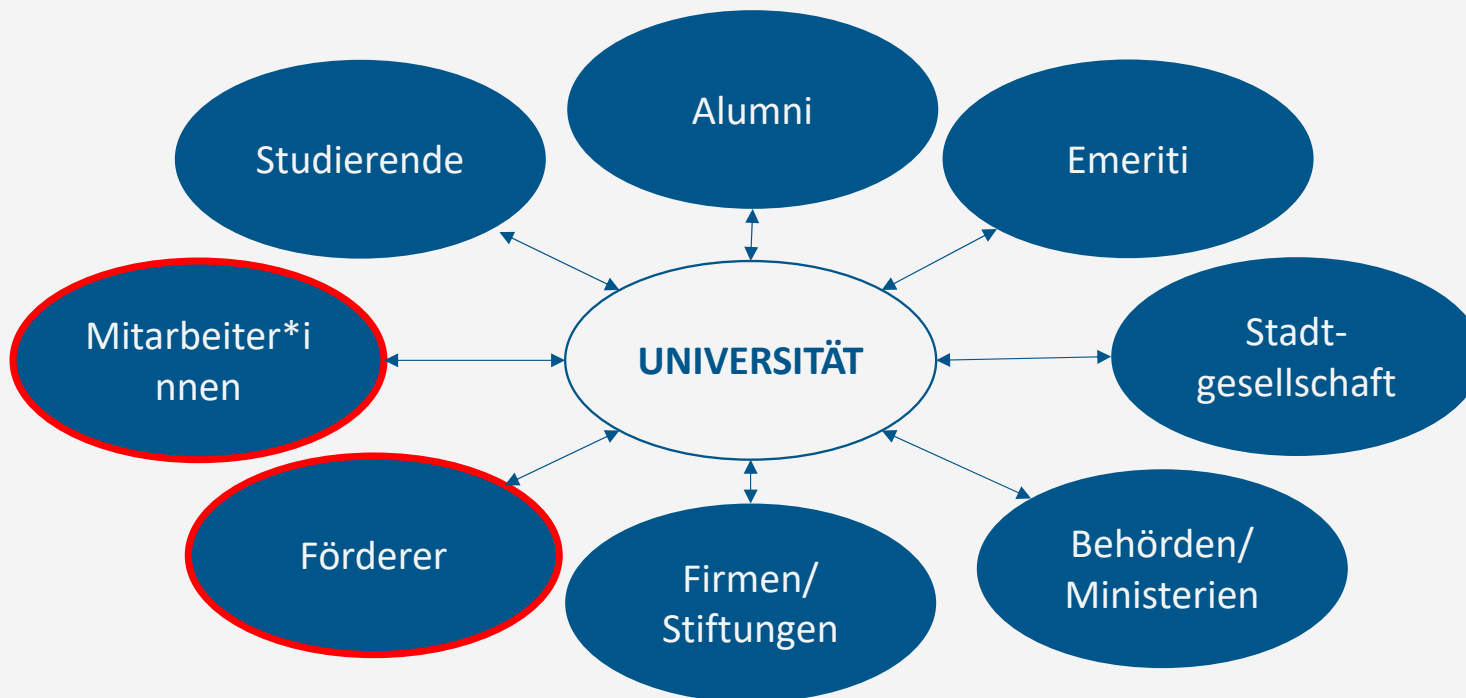 Alumni
Studierende
Emeriti
Mitarbeiter*i
nnen
UNIVERSITÄT
Stadt-
gesellschaft
Förderer
Firmen/
Stiftungen
Behörden/
Ministerien